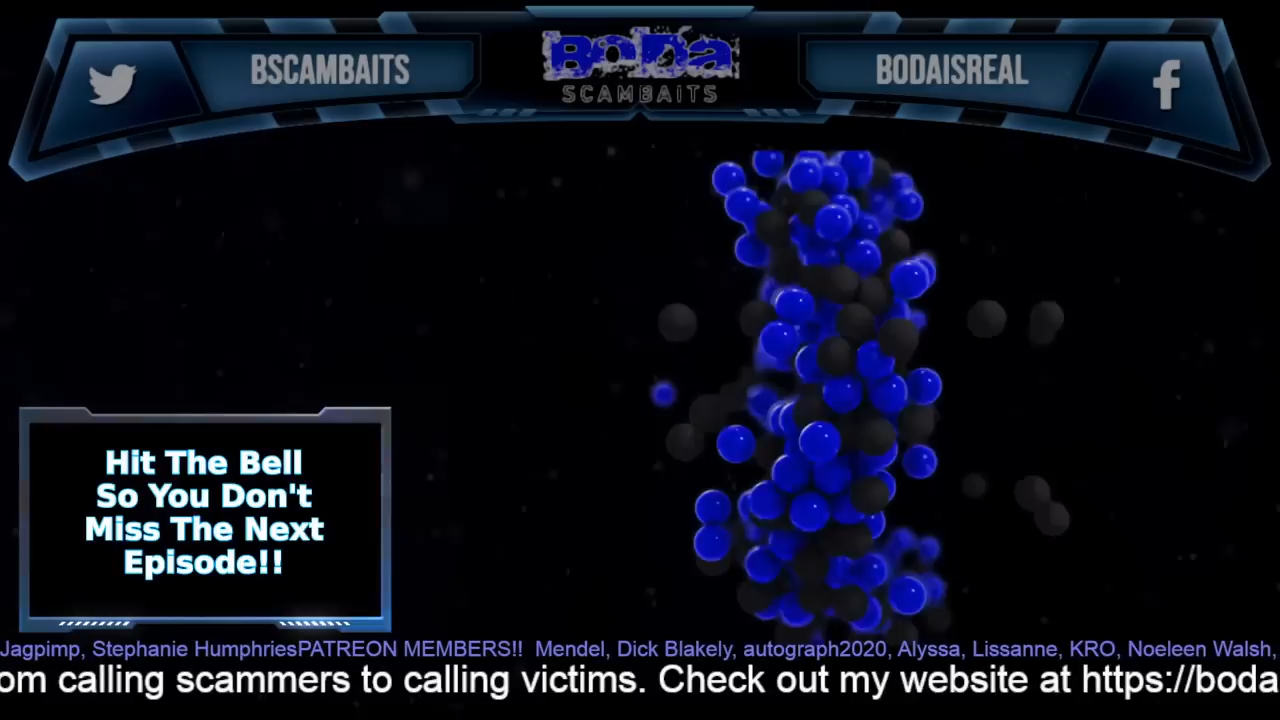 BSCAMBAITS
BoDa
SCAMBAITS
BODAISREAL
Hit The Bell
So You Don't
Miss The Next
Episode!!
Jagpimp, Stephanie HumphriesPATREON MEMBERS!! Mendel, Dick Blakely, autograph2020, Alyssa, Lissanne, KRO, Noeleen Walsh,
om calling scammers to calling victims. Check out my website at https://boda